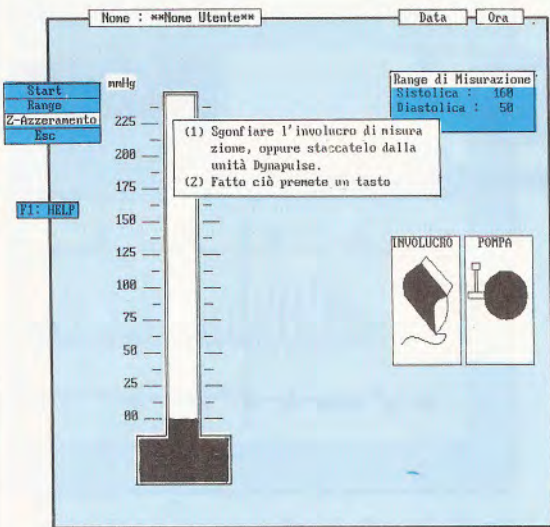 Nome : **Nome Utente**
Data
Ora
Start
Range
Z-Azzeramento
Esc
F1: HELP
mmHg
225
200
175
150
125
100
75
50
25
00
Range di Misurazione
Sistolica : 160
Diastolica : 50
(1) Sgonfiare l'involucro di misura
zione, oppure staccatelo dalla
unità Dynapulse.
(2) Fatto ciò premete un tasto
INVOLUCRO
POMPA